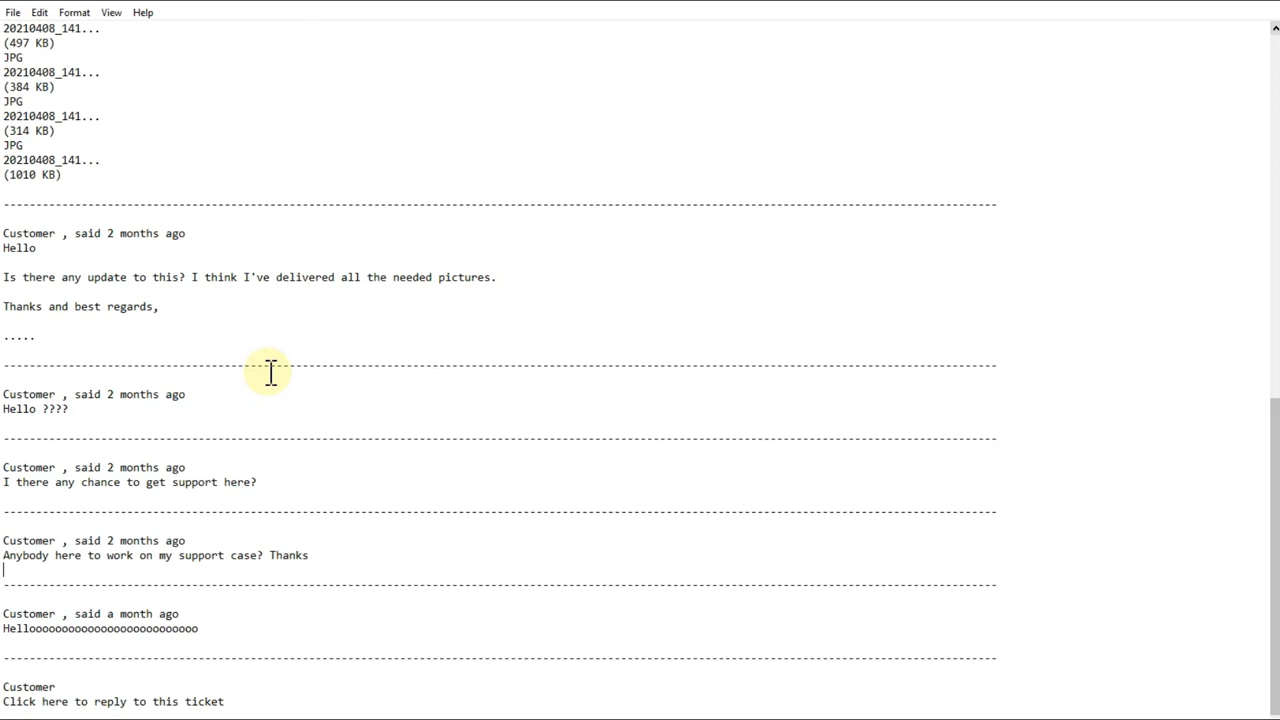 File Edit Format View Help
20210408_141...
(497 KB)
JPG
20210408_141...
(384 KB)
JPG
20210408_141...
(314 KB)
JPG
20210408_141...
(1010 KB)
---------------------------------------------------------------------------------------------------------------------------------------------------------
Customer , said 2 months ago
Hello
Is there any update to this? I think I've delivered all the needed pictures.
Thanks and best regards,
.....
---------------------------------------------------------------------------------------------------------------------------------------------------------
Customer , said 2 months ago
Hello ????
---------------------------------------------------------------------------------------------------------------------------------------------------------
Customer , said 2 months ago
I there any chance to get support here?
---------------------------------------------------------------------------------------------------------------------------------------------------------
Customer , said 2 months ago
Anybody here to work on my support case? Thanks
---------------------------------------------------------------------------------------------------------------------------------------------------------
Customer , said a month ago
Helloooooooooooooooooooooooooo
---------------------------------------------------------------------------------------------------------------------------------------------------------
Customer
Click here to reply to this ticket